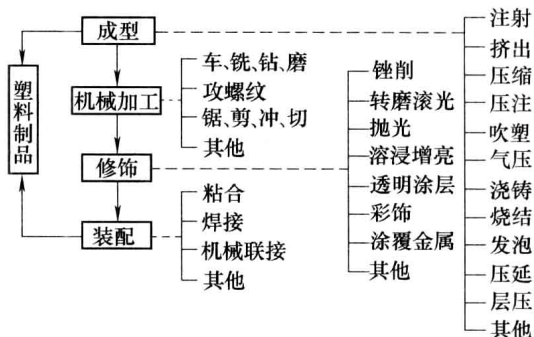 塑料制品
成型
机械加工
修饰
装配
车、铣、钻、磨
攻螺纹
锯、剪、冲、切
其他
粘合
焊接
机械联接
其他
锉削
转磨滚光
抛光
溶浸增亮
透明涂层
彩饰
涂覆金属
其他
注射
挤出
压缩
压注
吹塑
气压
浇铸
烧结
发泡
压延
层压
其他